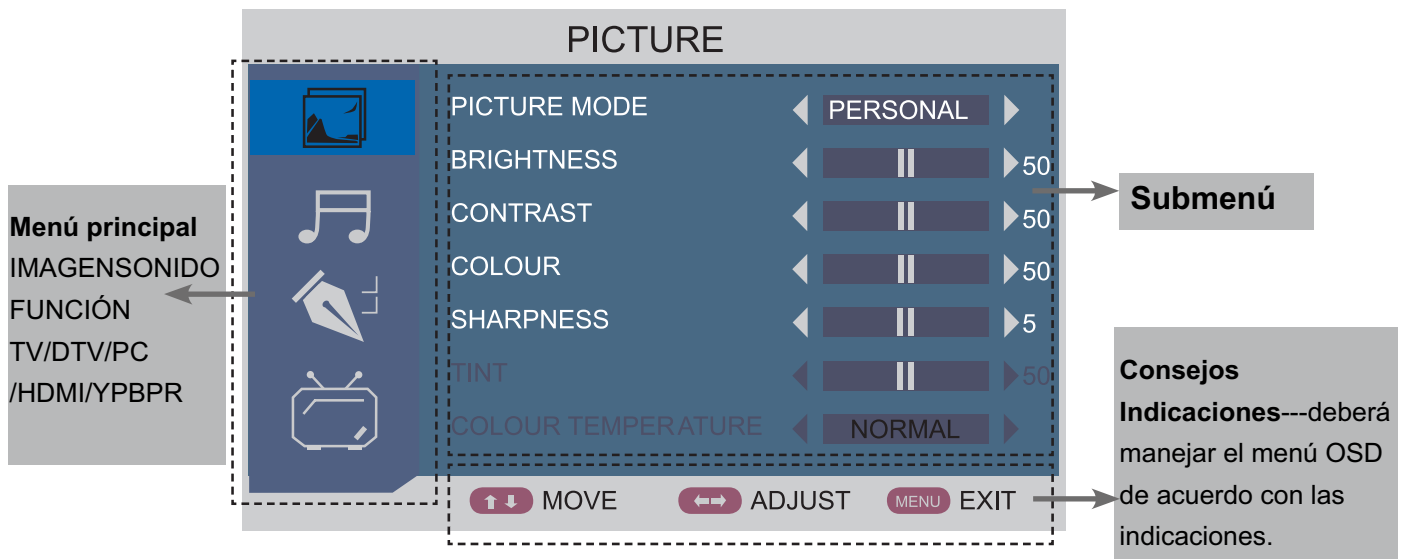 PICTURE
PICTURE MODE PERSONAL
BRIGHTNESS 50
CONTRAST 50
COLOUR 50
SHARPNESS 5
TINT 50
COLOUR TEMPERATURE NORMAL
MOVE ADJUST MENU EXIT
Menú principal
IMAGENSONIDO
FUNCIÓN
TV/DTV/PC
/HDMI/YPBPR
Submenú
Consejos
Indicaciones---deberá
manejar el menú OSD
de acuerdo con las
indicaciones.